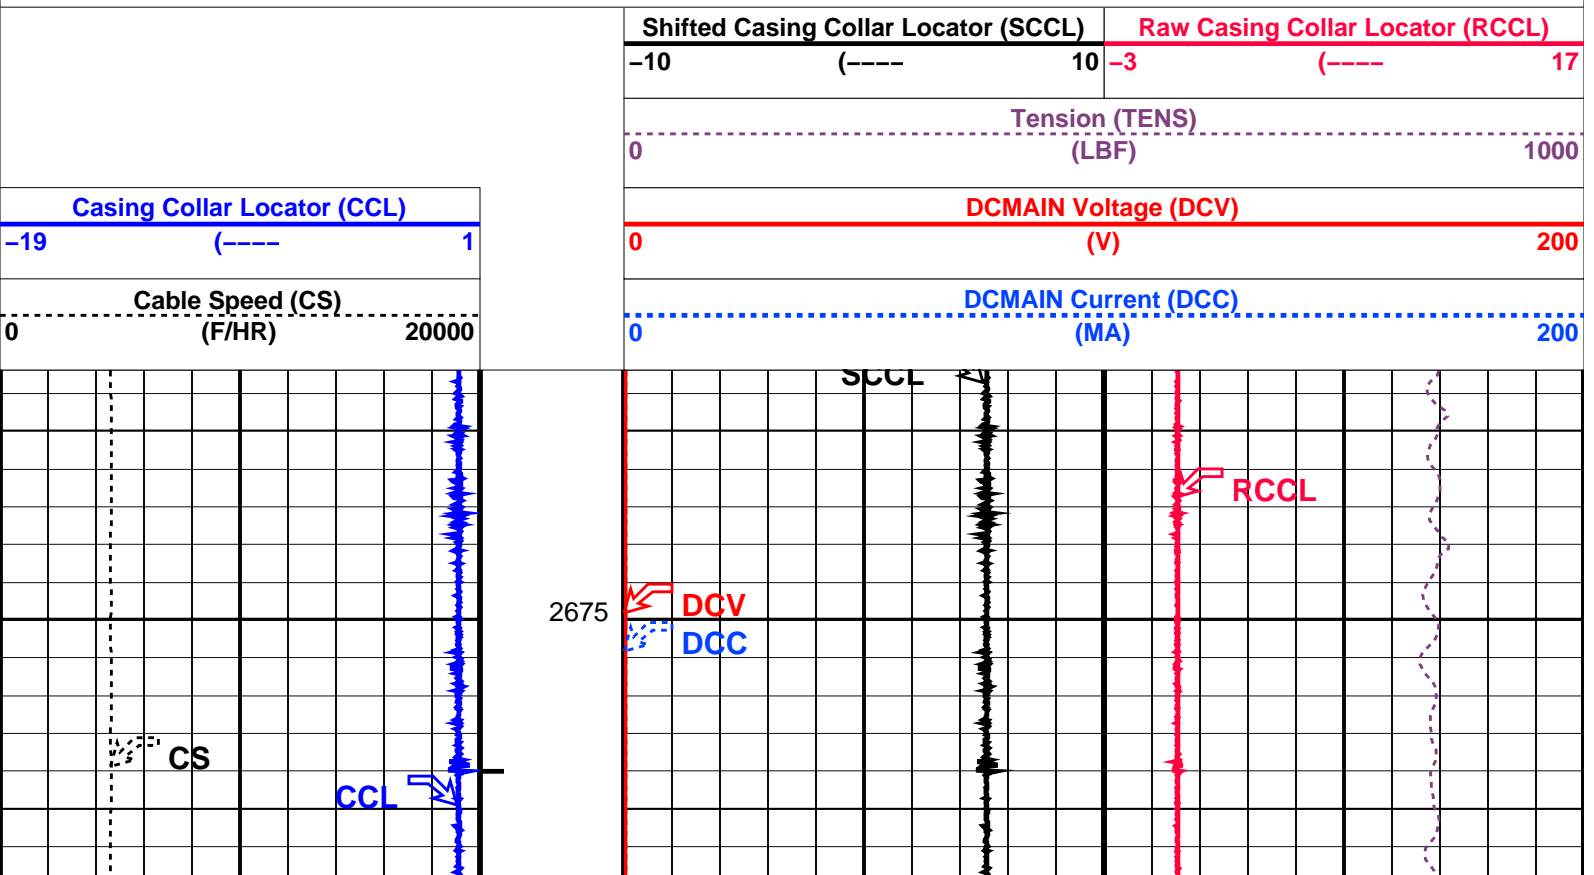 Shifted Casing Collar Locator (SCCL)
−10 (−−−− 10
Raw Casing Collar Locator (RCCL)
−3 (−−−− 17
Tension (TENS)
0 (LBF) 1000
Casing Collar Locator (CCL)
−19 (−−−− 1
DCMAIN Voltage (DCV)
0 (V) 200
Cable Speed (CS)
0 (F/HR) 20000
DCMAIN Current (DCC)
0 (MA) 200
SCCL
RCCL
2675
DCV
DCC
CS
CCL